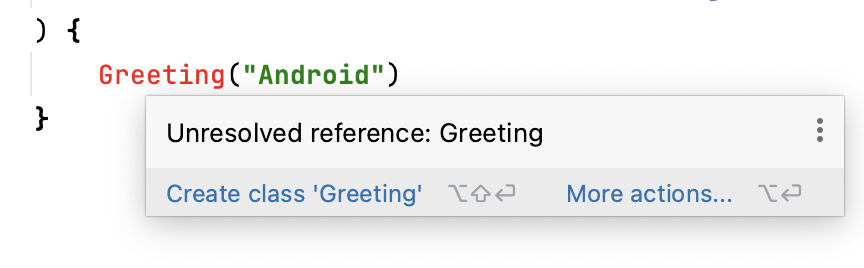 ) {
Greeting("Android")
}
Unresolved reference: Greeting
Create class 'Greeting' ⌥⇧⏎ More actions... ⌥⏎